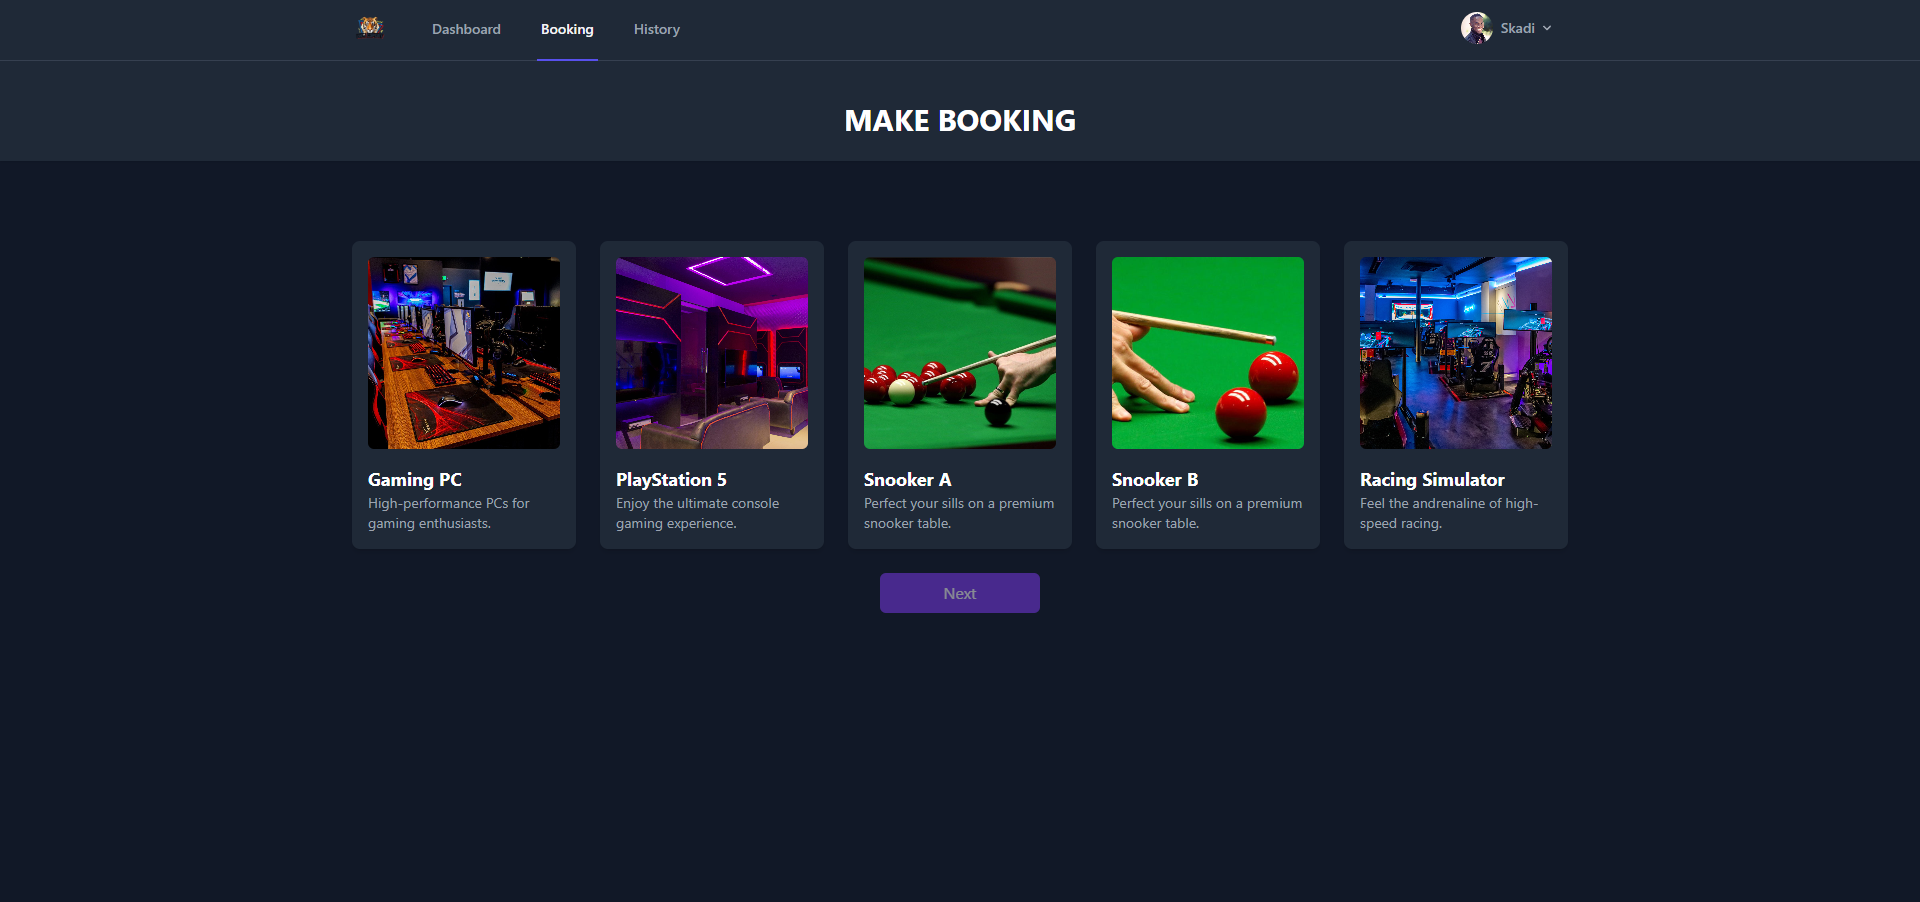 Dashboard
Booking
History
Skadi
MAKE BOOKING
Gaming PC
High-performance PCs for
gaming enthusiasts.
PlayStation 5
Enjoy the ultimate console
gaming experience.
Snooker A
Perfect your sills on a premium
snooker table.
Snooker B
Perfect your sills on a premium
snooker table.
Racing Simulator
Feel the andrenaline of high-
speed racing.
Next